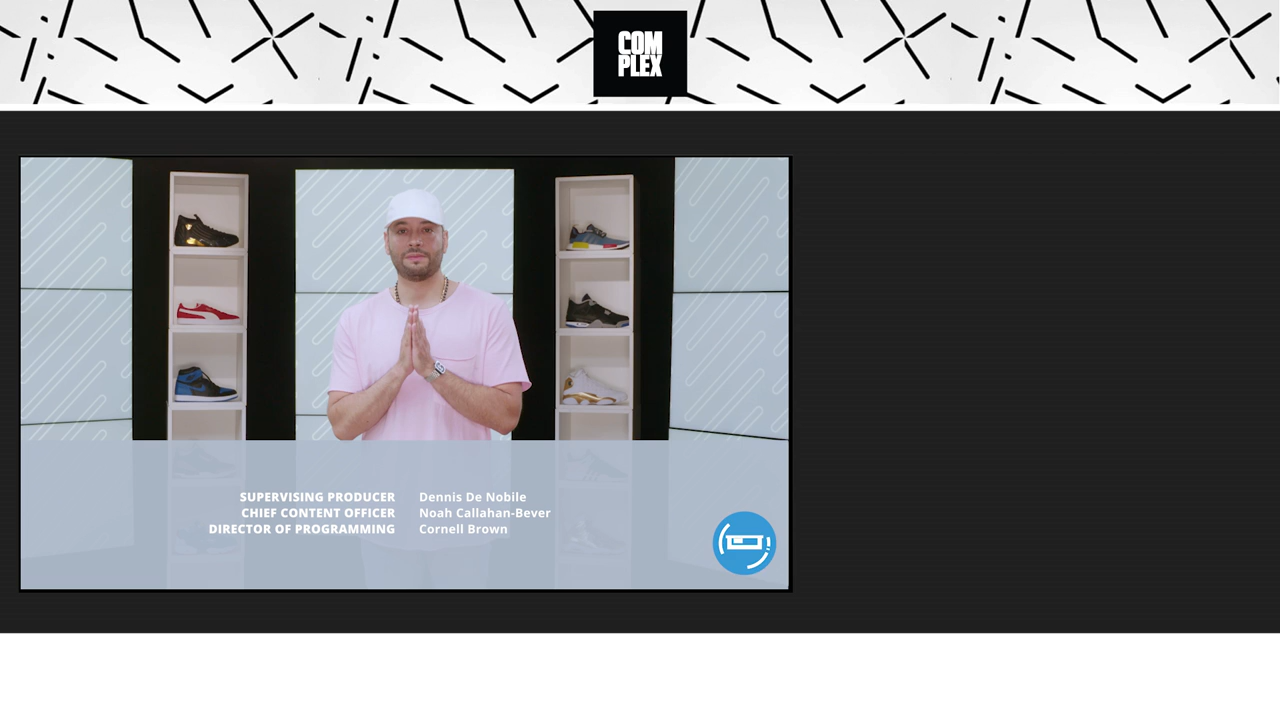 COM
PLEX
SUPERVISING PRODUCER Dennis De Nobile
CHIEF CONTENT OFFICER Noah Callahan-Bever
DIRECTOR OF PROGRAMMING Cornell Brown